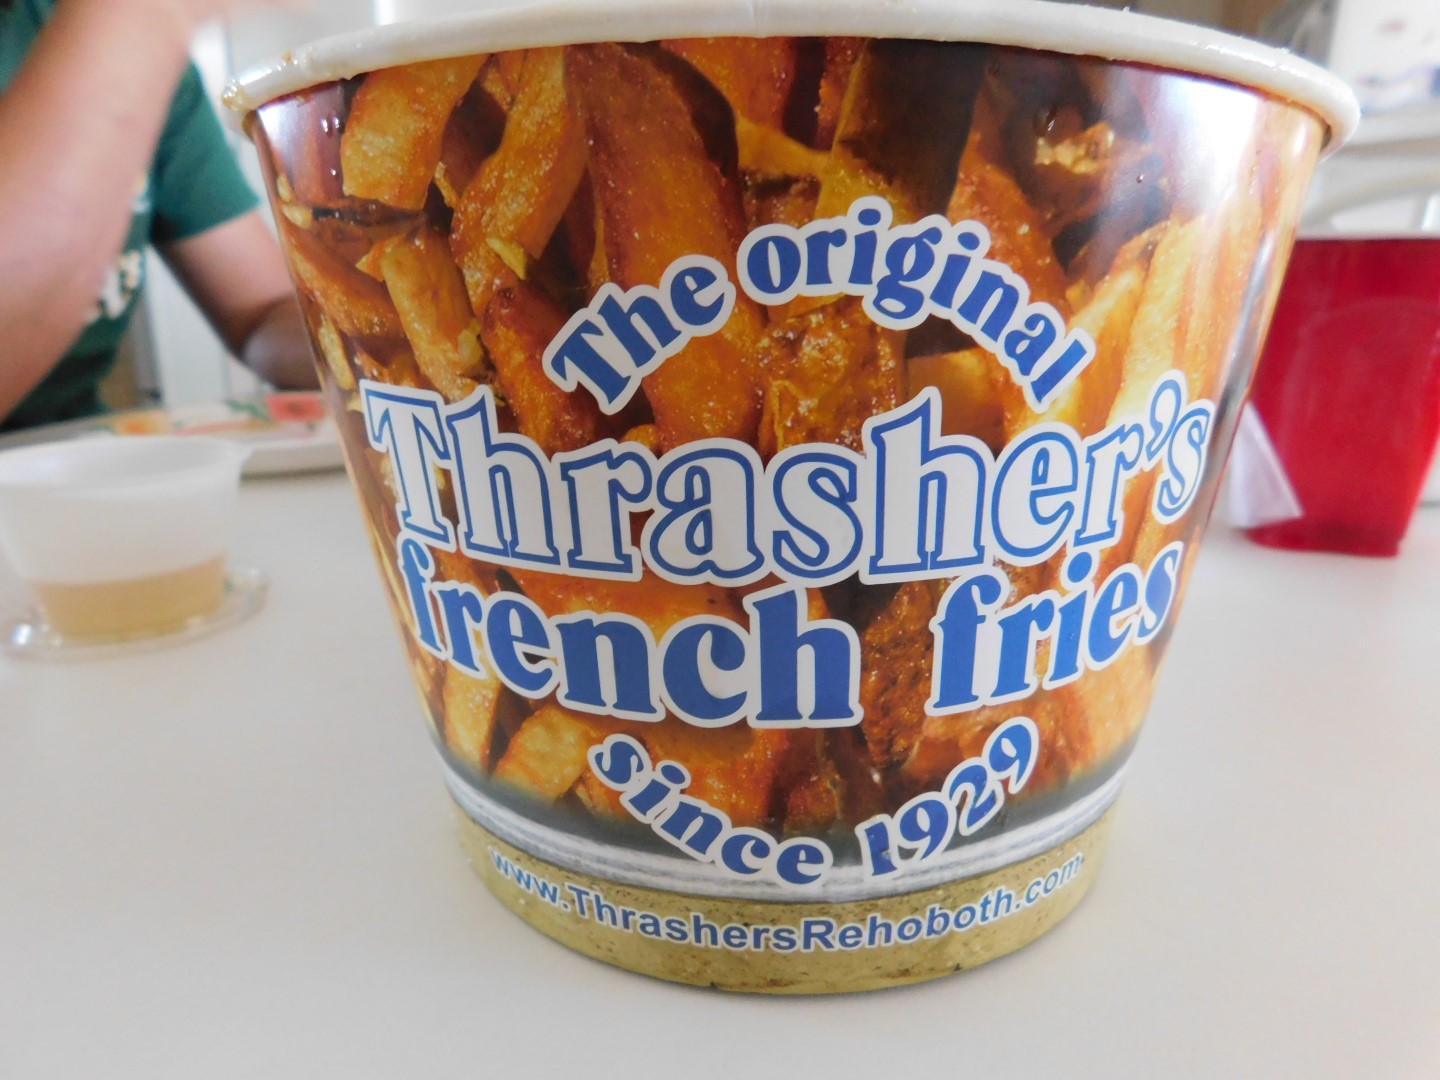 The original
Thrasher's
french fries
since 1929
www.ThrashersRehoboth.com